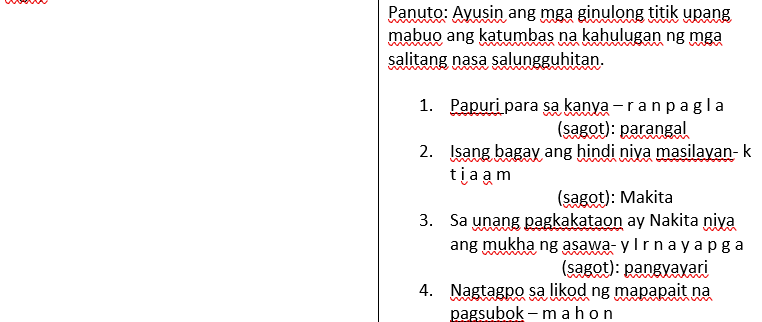 Panuto: Ayusin ang mga ginulong titik upang
mabuo ang katumbas na kahulugan ng mga
salitang nasa salungguhitan.
1. Papuri para sa kanya – r a n p a g l a
(sagot): parangal
2. Isang bagay ang hindi niya masilayan- k
t i a a m
(sagot): Makita
3. Sa unang pagkakataon ay Nakita niya
ang mukha ng asawa- y I r n a y a p g a
(sagot): pangyayari
4. Nagtagpo sa likod ng mapapait na
pagsubok – m a h o n